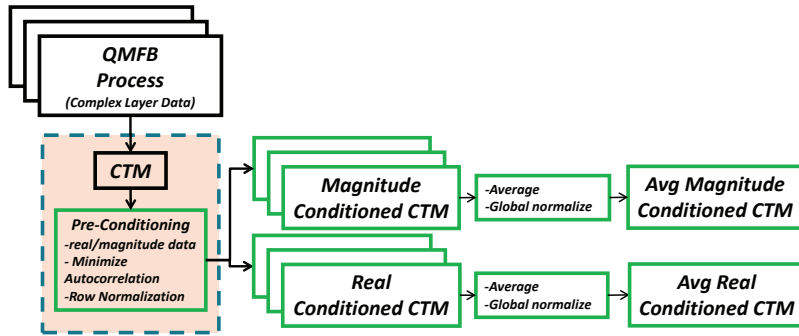 QMFB
Process
(Complex Layer Data)
CTM
Pre-Conditioning
-real/magnitude data
- Minimize
Autocorrelation
-Row Normalization
Magnitude
Conditioned CTM
-Average
-Global normalize
Avg Magnitude
Conditioned CTM
Real
Conditioned CTM
-Average
-Global normalize
Avg Real
Conditioned CTM